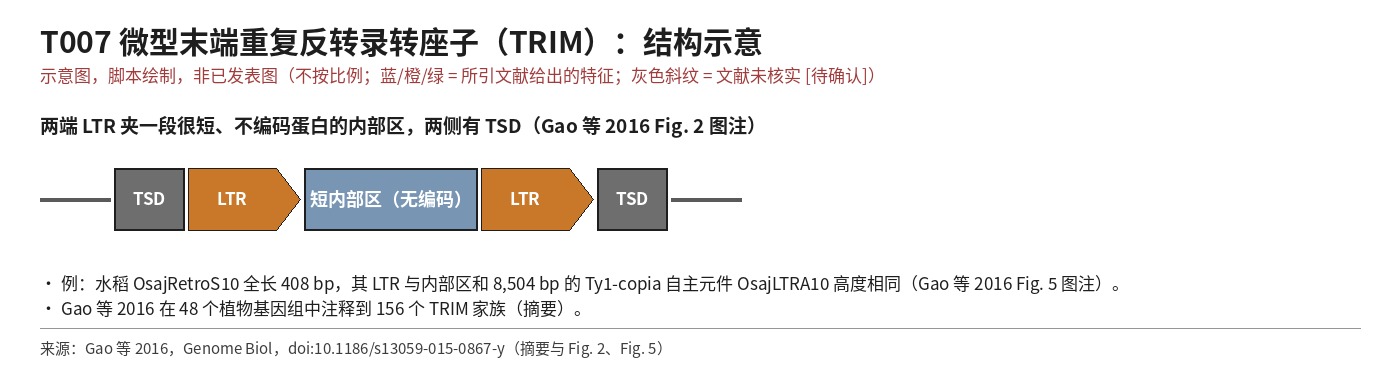 T007 微型末端重复反转录转座子（TRIM）：结构示意
示意图，脚本绘制，非已发表图（不按比例；蓝/橙/绿 = 所引文献给出的特征；灰色斜纹 = 文献未核实 [待确认]）
两端 LTR 夹一段很短、不编码蛋白的内部区，两侧有 TSD（Gao 等 2016 Fig. 2 图注）
TSD LTR 短内部区（无编码） LTR TSD
· 例：水稻 OsajRetroS10 全长 408 bp，其 LTR 与内部区和 8,504 bp 的 Ty1-copia 自主元件 OsajLTRA10 高度相同（Gao 等 2016 Fig. 5 图注）。
· Gao 等 2016 在 48 个植物基因组中注释到 156 个 TRIM 家族（摘要）。
来源：Gao 等 2016，Genome Biol，doi:10.1186/s13059-015-0867-y（摘要与 Fig. 2、Fig. 5）